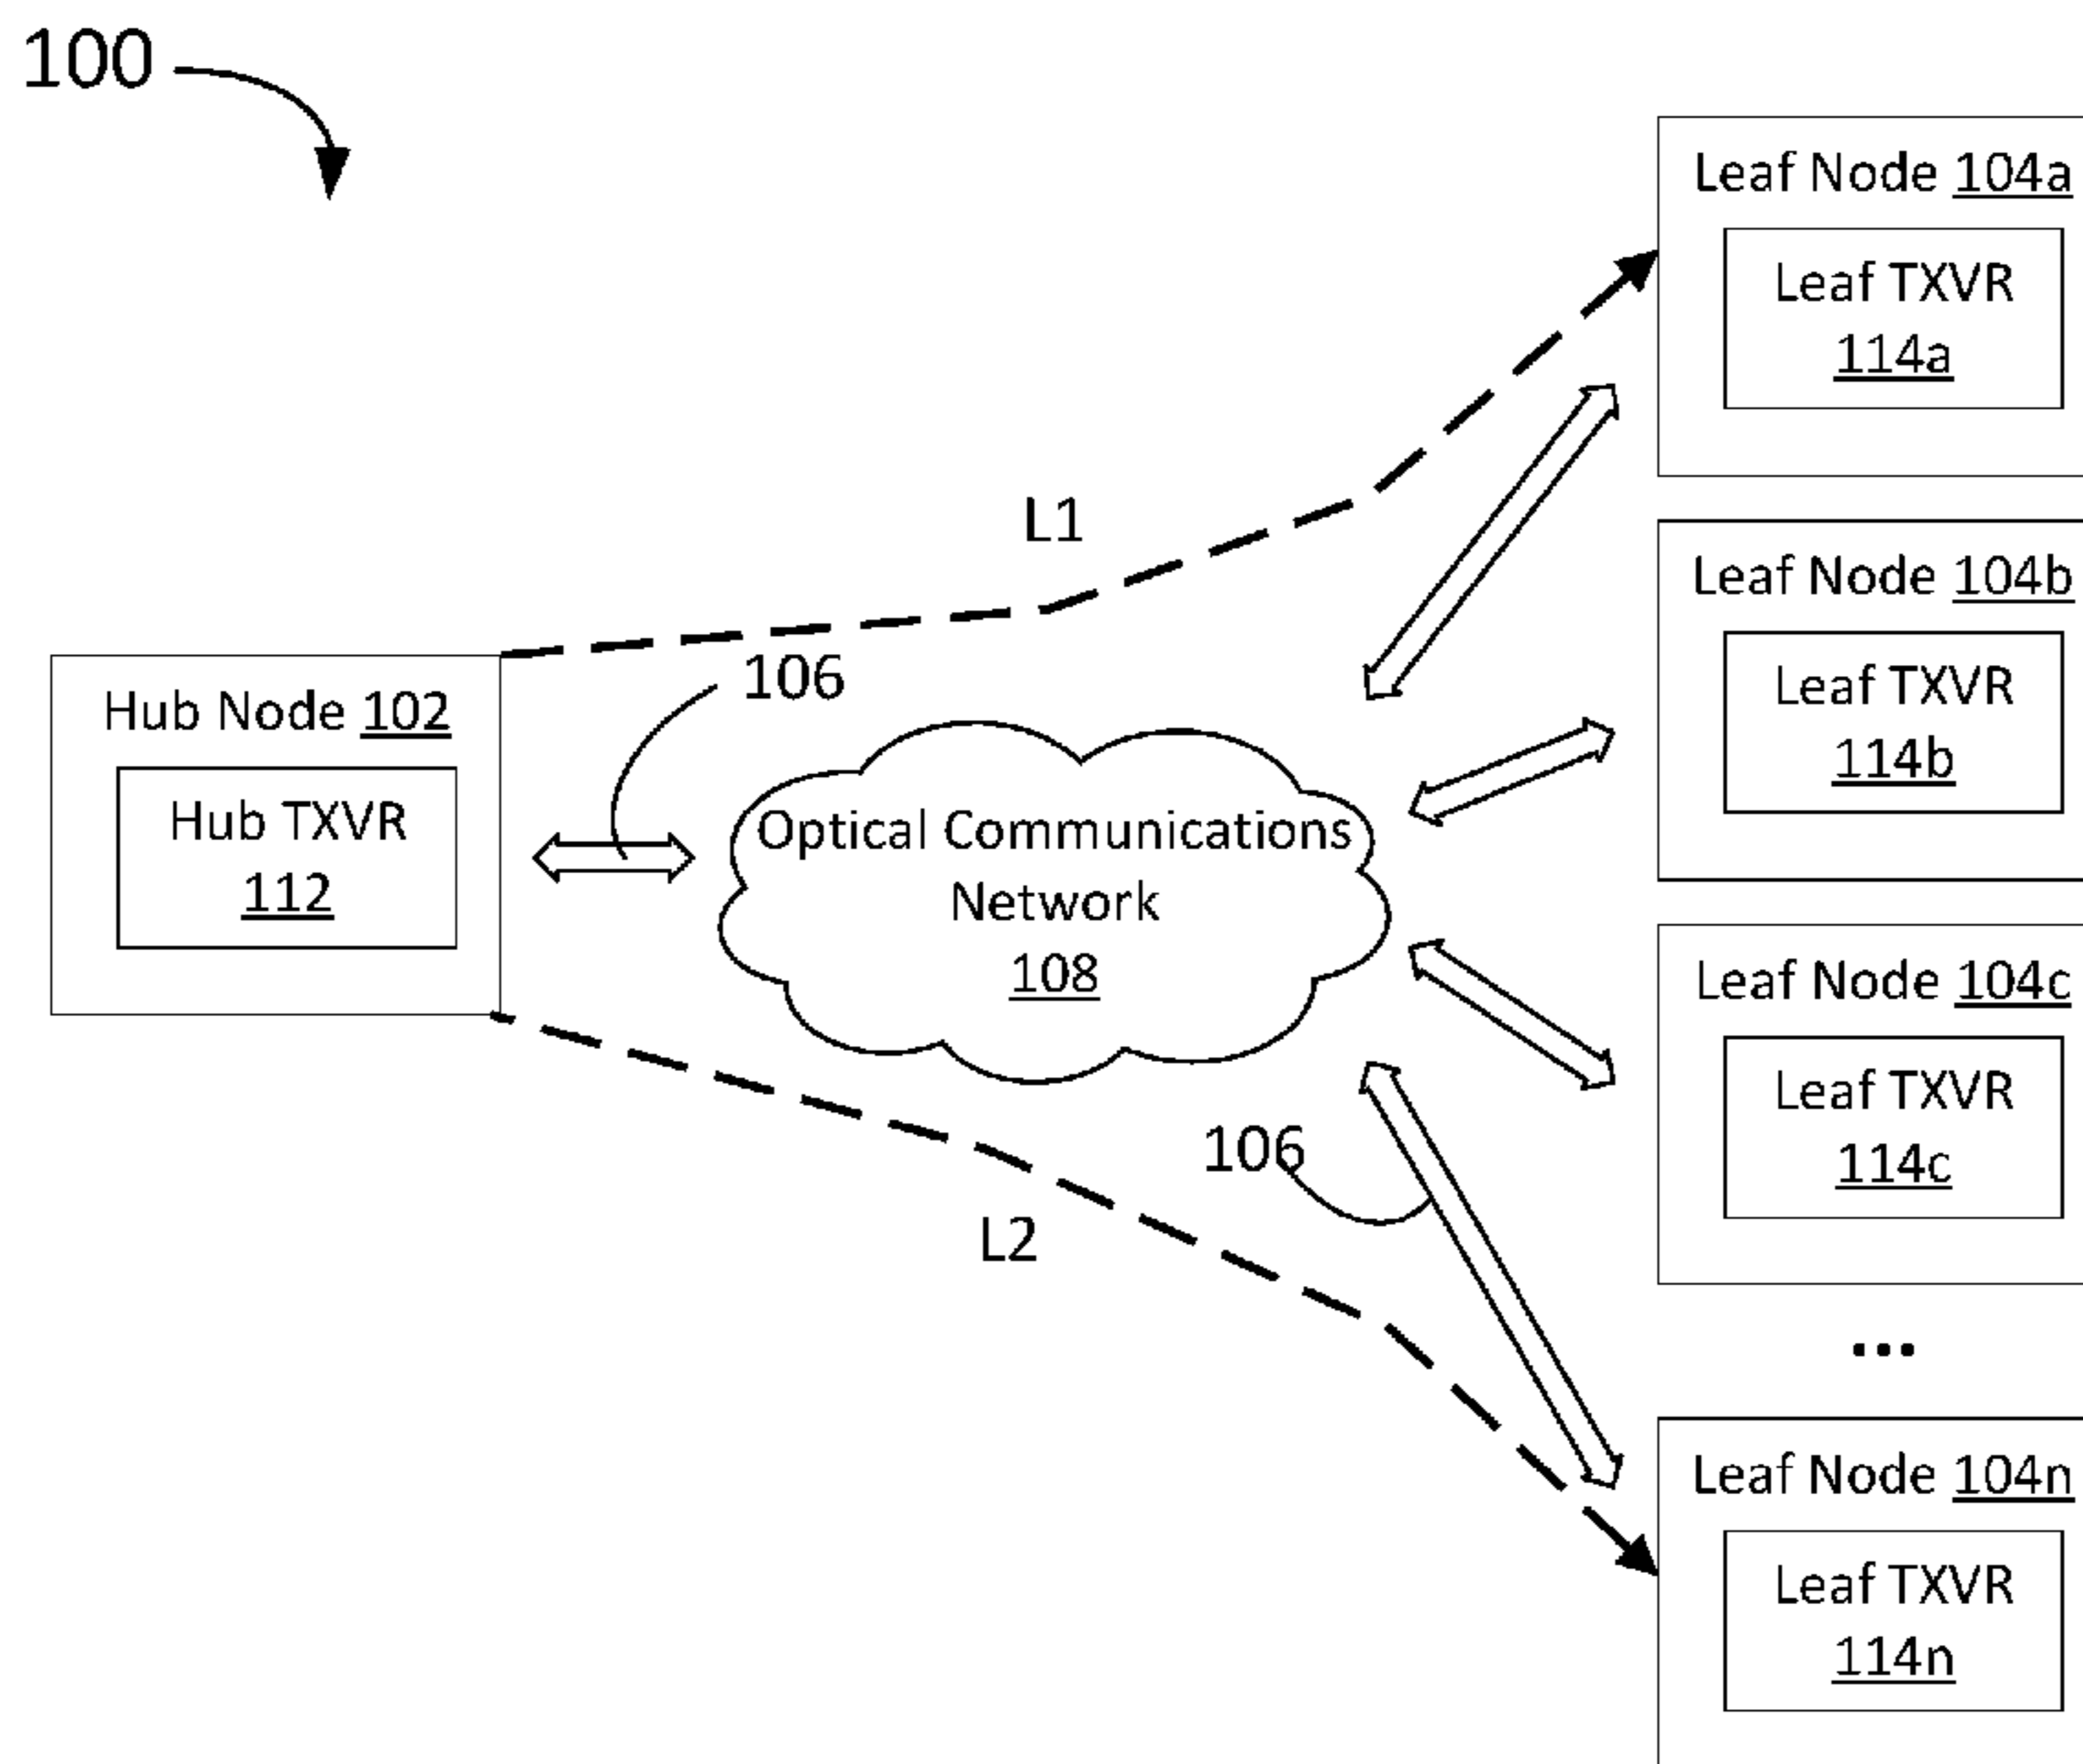 100
Leaf Node 104a
Leaf TXVR
114a
L1
Leaf Node 104b
Leaf TXVR
114b
106
Hub Node 102
Hub TXVR
112
Optical Communications
Network
108
Leaf Node 104c
Leaf TXVR
114c
106
L2
...
Leaf Node 104n
Leaf TXVR
114n